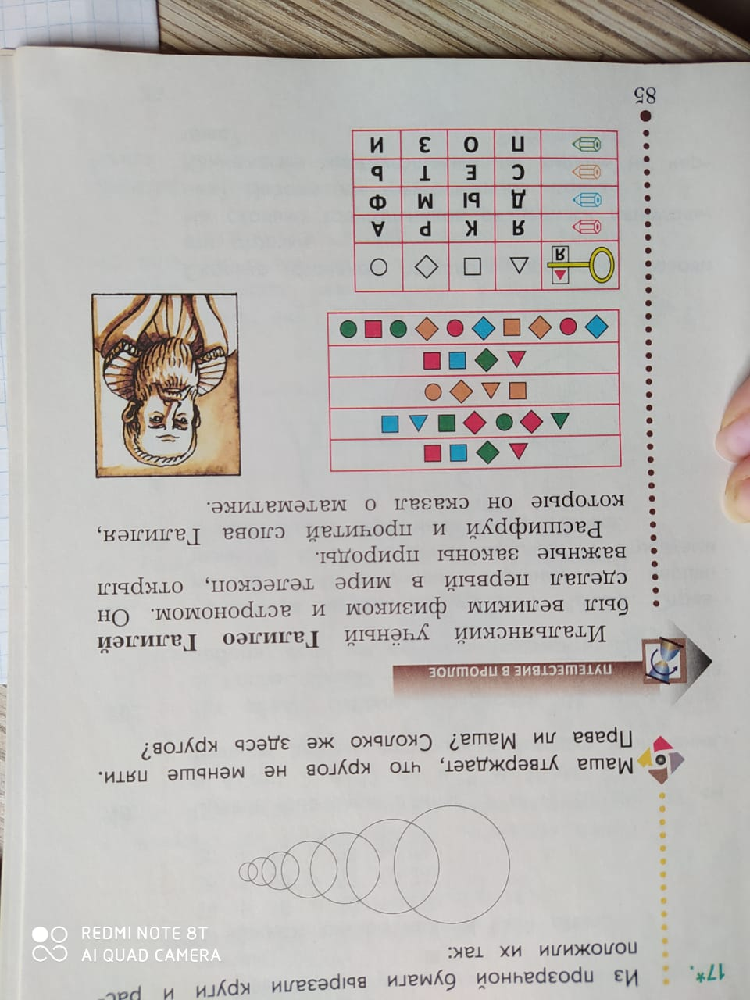 17*. Из прозрачной бумаги вырезали круги и рас-
положили их так:
Маша утверждает, что кругов не меньше пяти.
Права ли Маша? Сколько же здесь кругов?
ПУТЕШЕСТВИЕ В ПРОШЛОЕ
Итальянский учёный Галилео Галилей
был великим физиком и астрономом. Он
сделал первый в мире телескоп, открыл
важные законы природы.
Расшифруй и прочитай слова Галилея,
которые он сказал о математике.
Я
Я К Р А
Д Ы М Ф
С Е Т Ь
П О З И
85
REDMI NOTE 8T
AI QUAD CAMERA